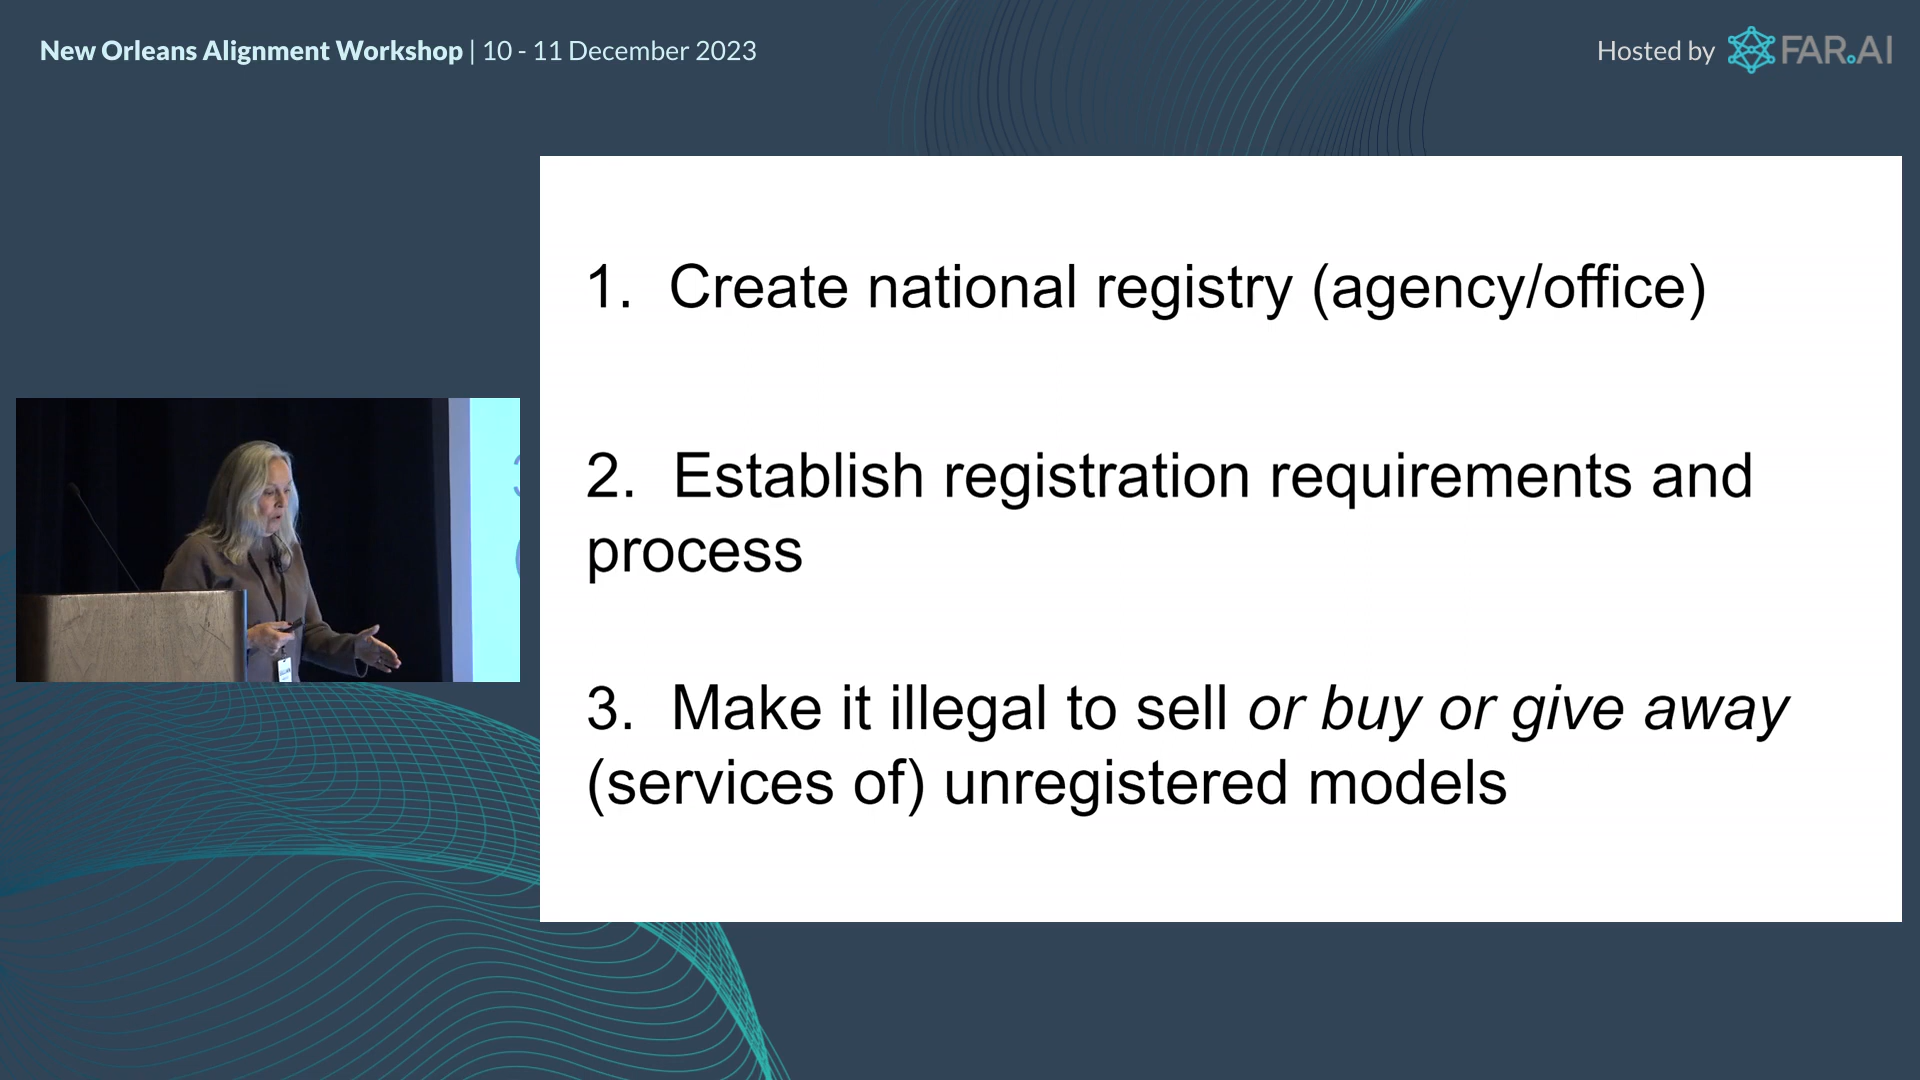 New Orleans Alignment Workshop | 10 - 11 December 2023
Hosted by FAR.AI
1. Create national registry (agency/office)
2. Establish registration requirements and
process
3. Make it illegal to sell or buy or give away
(services of) unregistered models